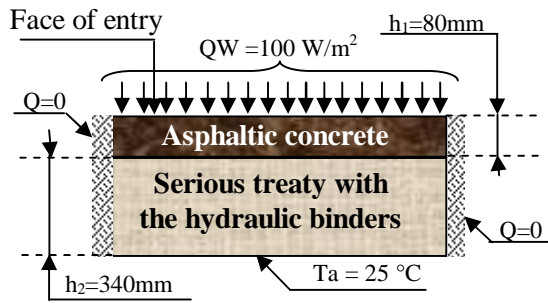 Face of entry
h₁=80mm
QW =100 W/m²
Q=0
Asphaltic concrete
Serious treaty with
the hydraulic binders
Q=0
h₂=340mm
Ta = 25 °C